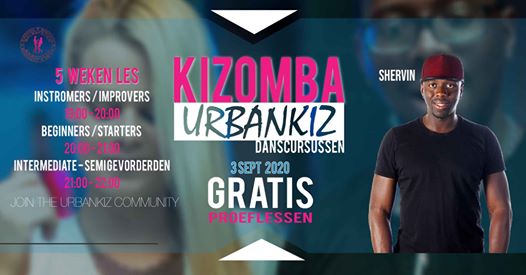 5 WEKEN LES
INSTROMERS / IMPROVERS
19:00 - 20:00
BEGINNERS / STARTERS
20:00 - 21:00
INTERMEDIATE - SEMIGEVORDERDEN
21:00 - 22:00
JOIN THE URBANKIZ COMMUNITY
KIZOMBA
URBANKIZ
DANSCURSUSSEN
3 SEPT 2020
GRATIS
PROEFLESSEN
SHERVIN